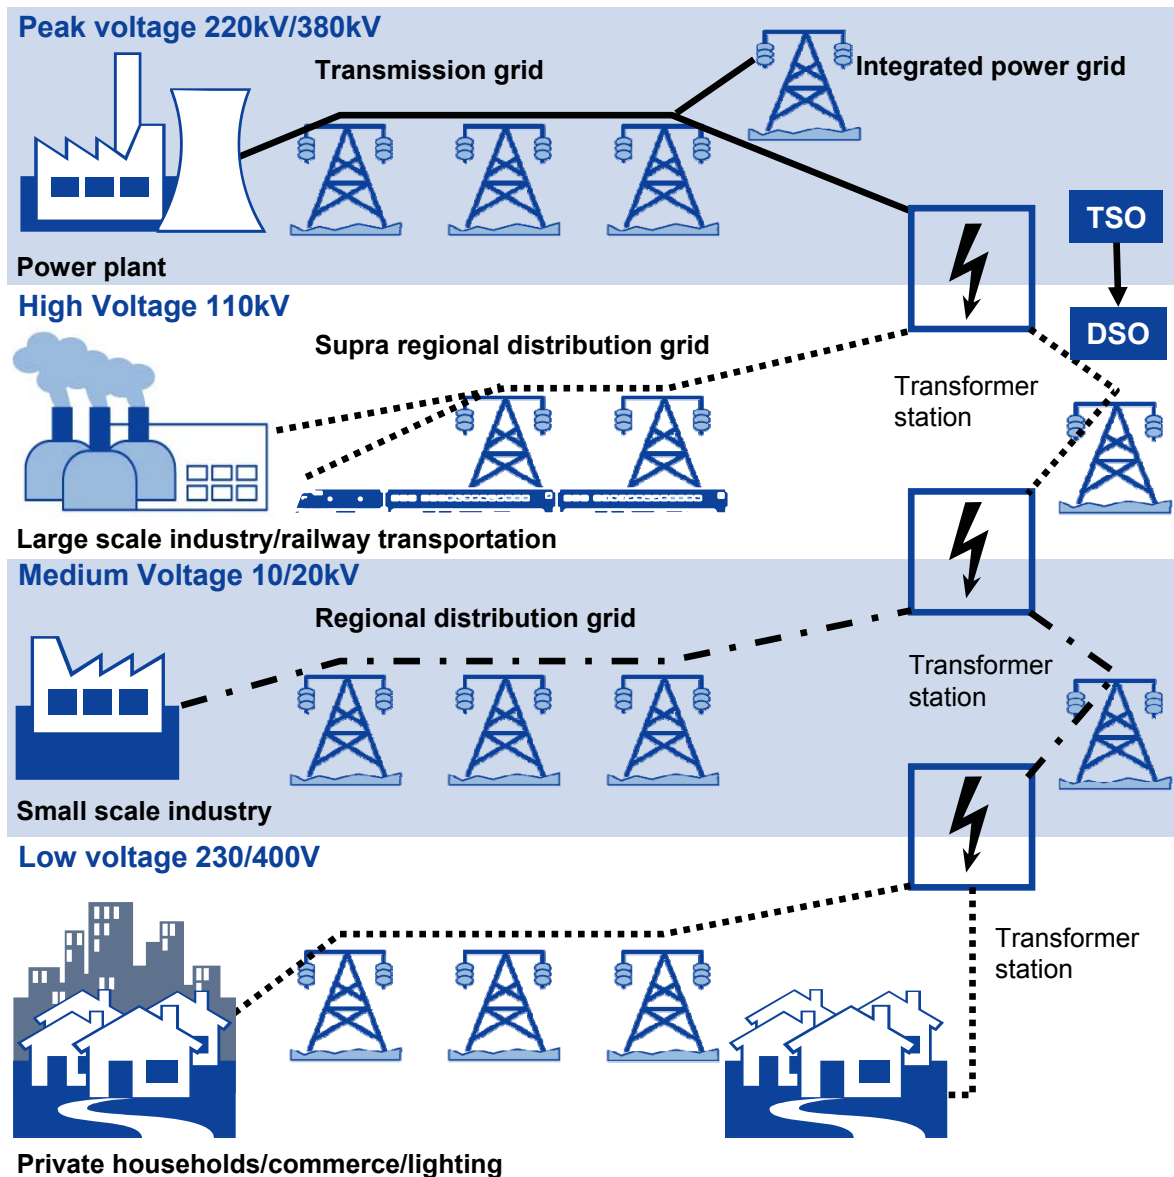 Peak voltage 220kV/380kV
Transmission grid
Integrated power grid
TSO
Power plant
High Voltage 110kV
DSO
Supra regional distribution grid
Transformer
station
Large scale industry/railway transportation
Medium Voltage 10/20kV
Regional distribution grid
Transformer
station
Small scale industry
Low voltage 230/400V
Transformer
station
Private households/commerce/lighting